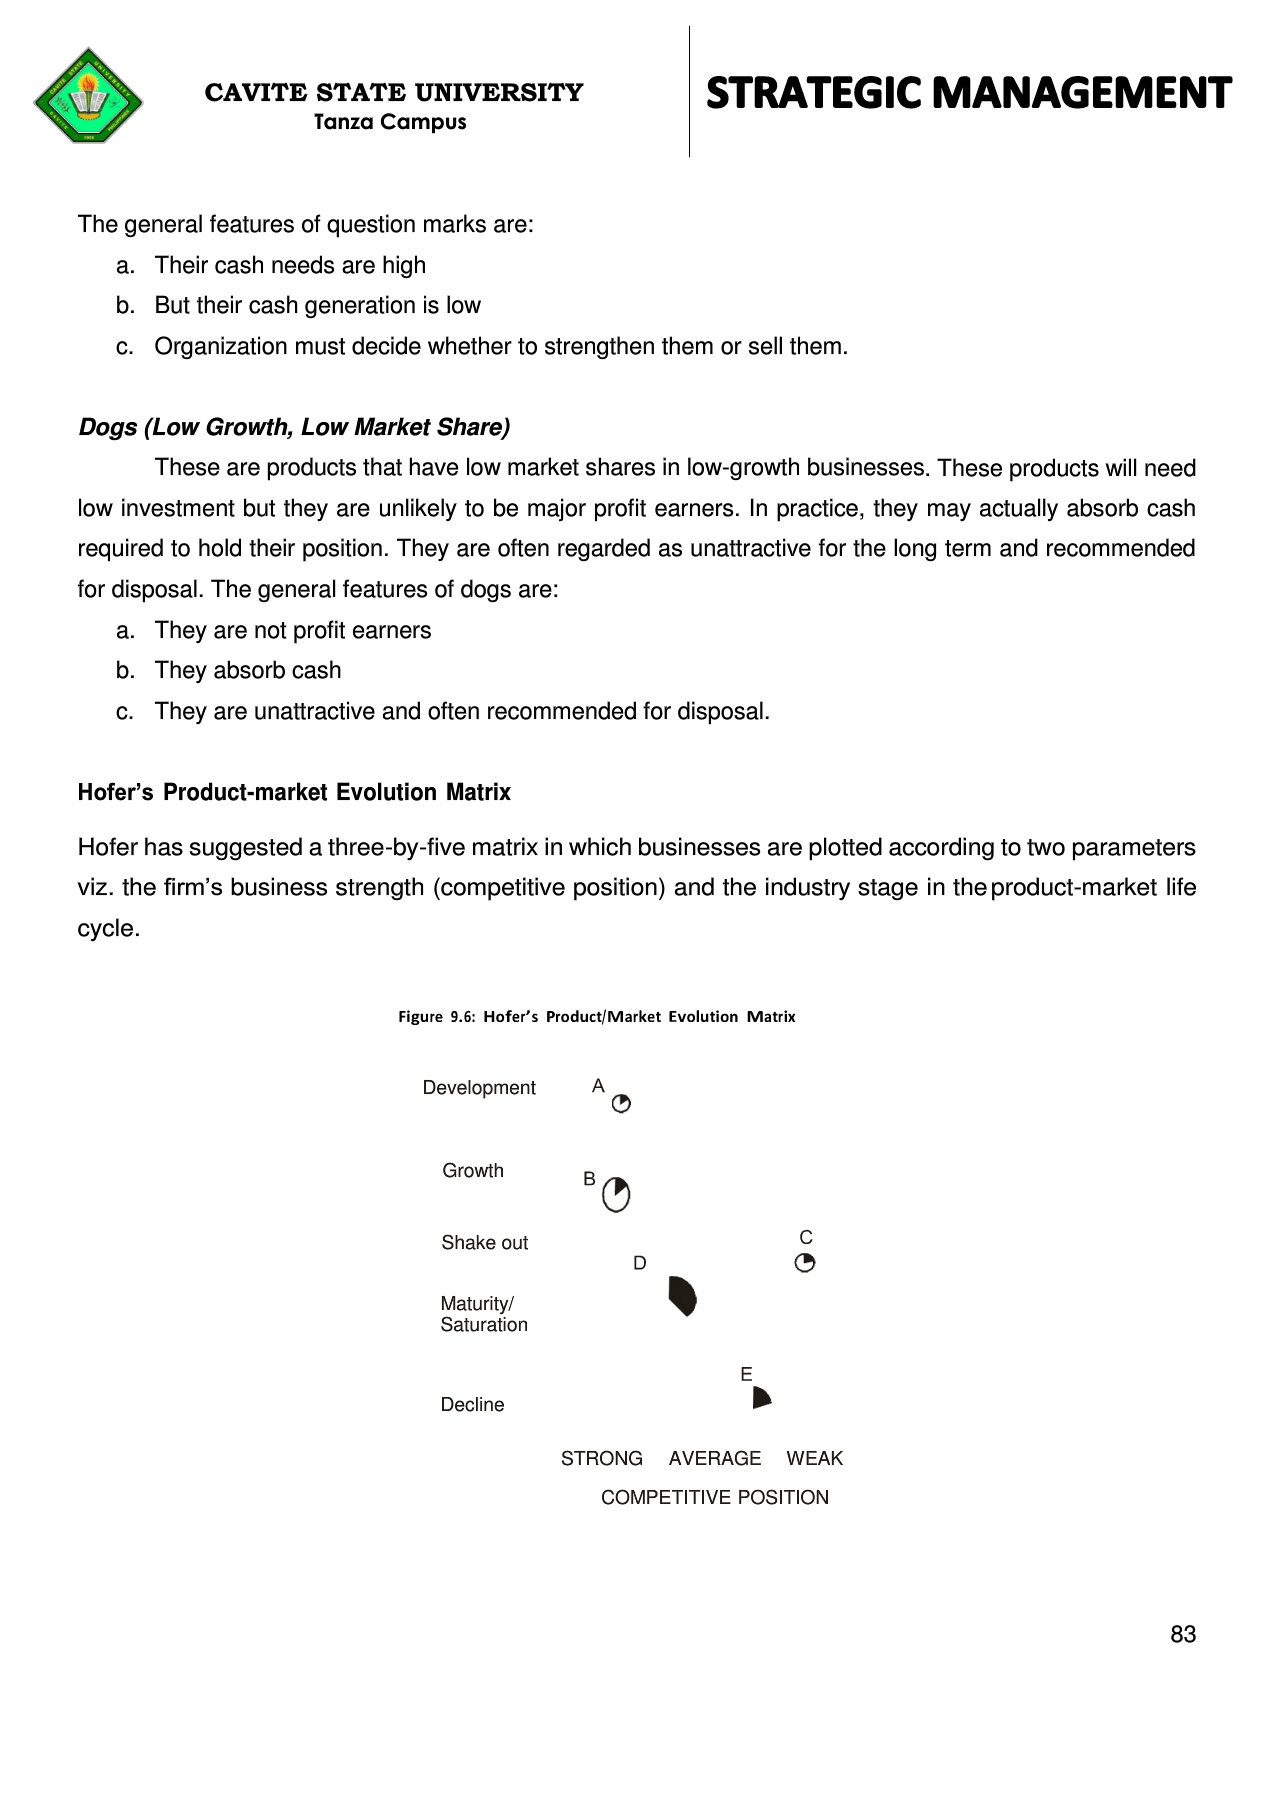 CAVITE STATE UNIVERSITY
Tanza Campus
STRATEGIC MANAGEMENT
The general features of question marks are:
a. Their cash needs are high
b. But their cash generation is low
c. Organization must decide whether to strengthen them or sell them.
Dogs (Low Growth, Low Market Share)
These are products that have low market shares in low-growth businesses. These products will need
low investment but they are unlikely to be major profit earners. In practice, they may actually absorb cash
required to hold their position. They are often regarded as unattractive for the long term and recommended
for disposal. The general features of dogs are:
a. They are not profit earners
b. They absorb cash
c. They are unattractive and often recommended for disposal.
Hofer’s Product-market Evolution Matrix
Hofer has suggested a three-by-five matrix in which businesses are plotted according to two parameters
viz. the firm’s business strength (competitive position) and the industry stage in the product-market life
cycle.
Figure 9.6: Hofer’s Product/Market Evolution Matrix
Development A
Growth B
Shake out C
D
Maturity/
Saturation
E
Decline
STRONG AVERAGE WEAK
COMPETITIVE POSITION
83